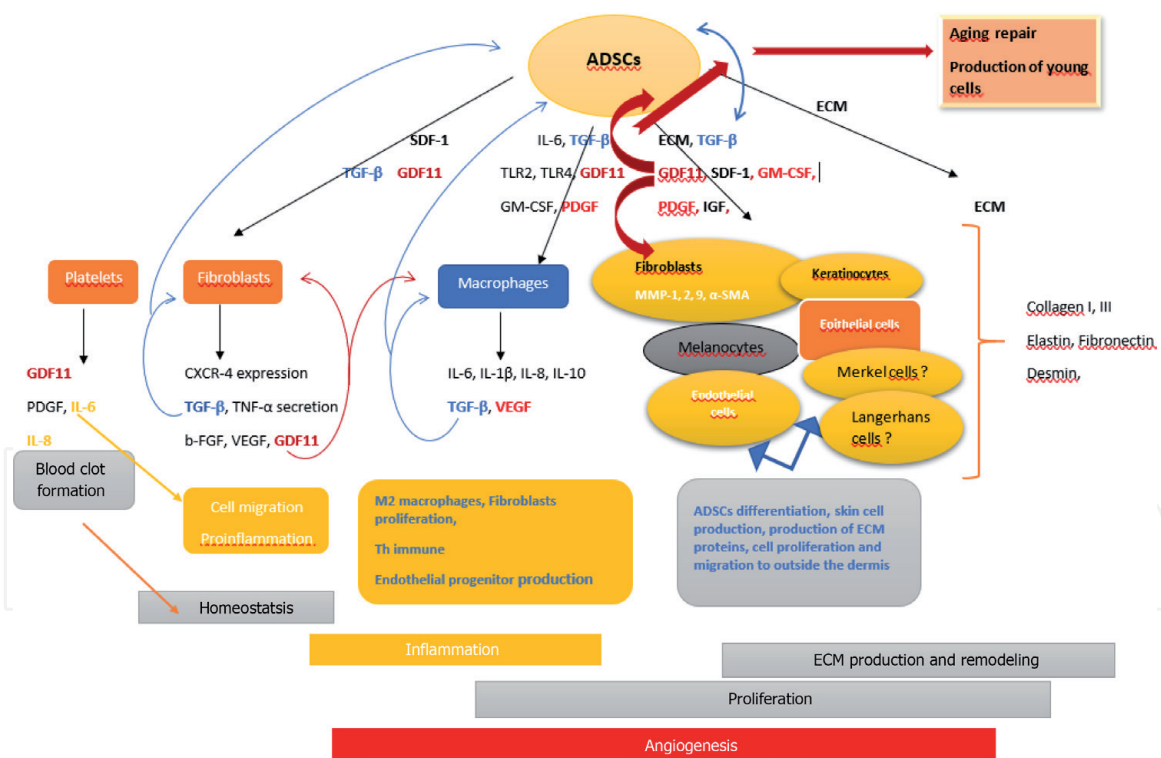 ADSCs
Aging repair
Production of young
cells
ECM
SDF-1
TGF-β GDF11
IL-6, TGF-β
TLR2, TLR4, GDF11
GM-CSF, PDGF
ECM, TGF-β
GDF11, SDF-1, GM-CSF,
PDGF, IGF,
ECM
Platelets
Fibroblasts
Macrophages
Fibroblasts
MMP-1, 2, 9, α-SMA
Keratinocytes
Melanocytes
Epithelial cells
Merkel cells ?
Endothelial
cells
Langerhans
cells ?
Collagen I, III
Elastin, Fibronectin
Desmin,
GDF11
PDGF, IL-6
IL-8
CXCR-4 expression
TGF-β, TNF-α secretion
b-FGF, VEGF, GDF11
IL-6, IL-1β, IL-8, IL-10
TGF-β, VEGF
Blood clot
formation
Cell migration
Proinflammation
M2 macrophages, Fibroblasts
proliferation,
Th immune
Endothelial progenitor production
ADSCs differentiation, skin cell
production, production of ECM
proteins, cell proliferation and
migration to outside the dermis
Homeostatsis
Inflammation
ECM production and remodeling
Proliferation
Angiogenesis